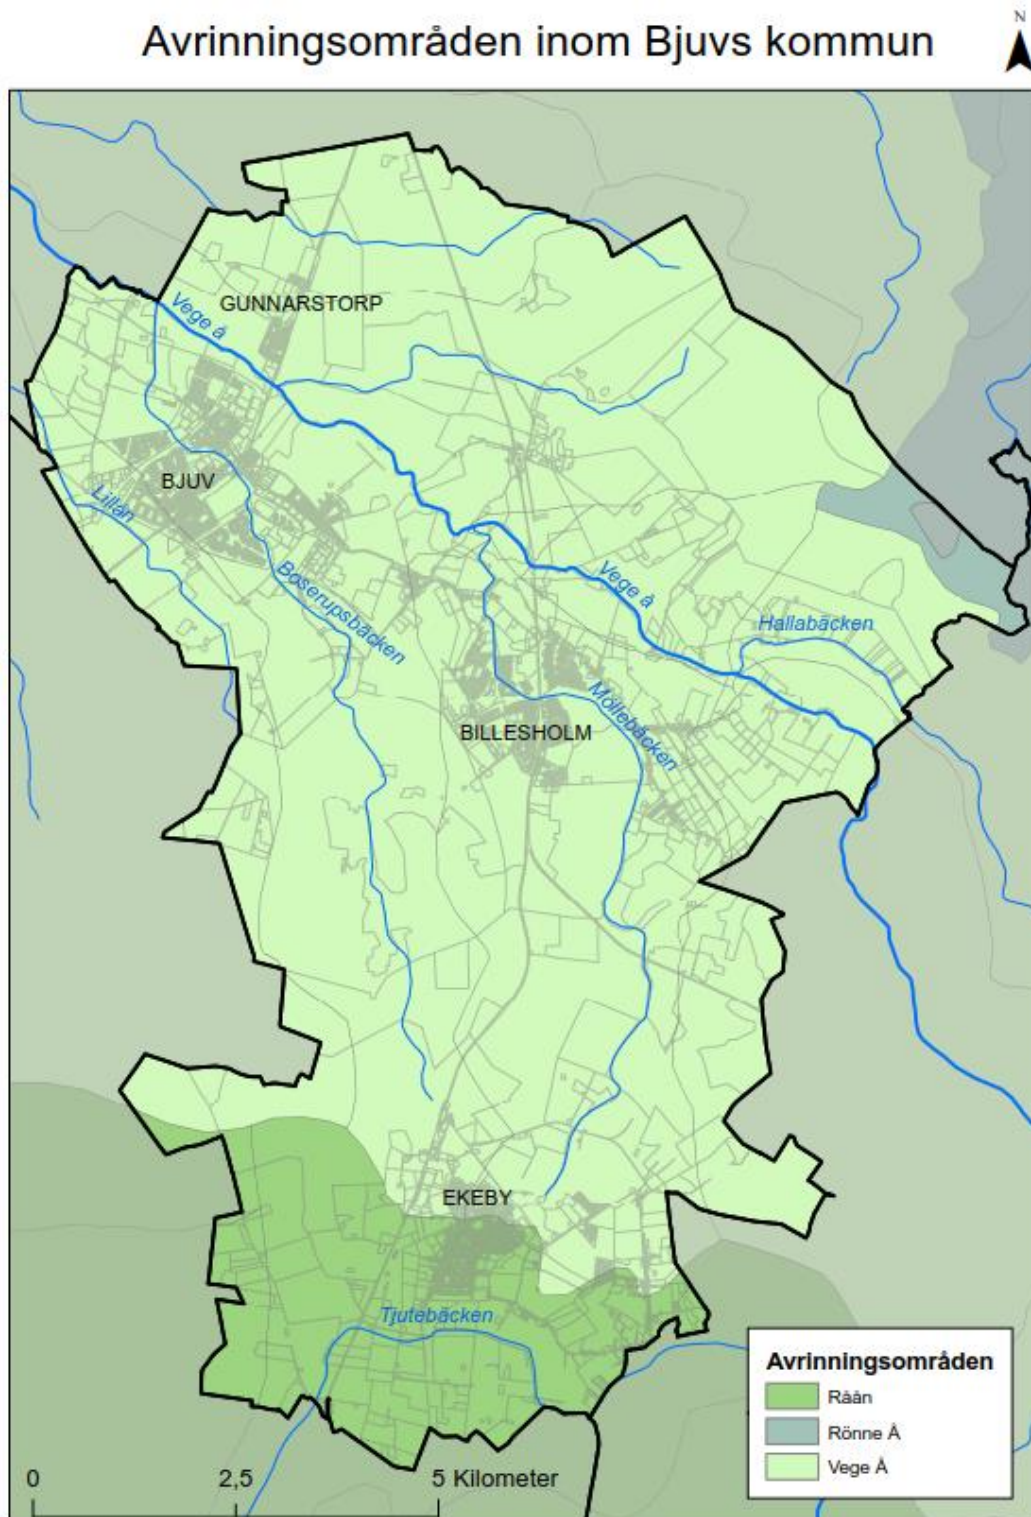 Avrinningsområden inom Bjuvs kommun
N
GUNNARSTORP
Vege å
BJUV
Lillån
Boserupsbäcken
Vege å
Hallabäcken
Möllebäcken
BILLESHOLM
EKEBY
Tjutebäcken
Avrinningsområden
Råån
Rönne Å
Vege Å
0 2,5 5 Kilometer